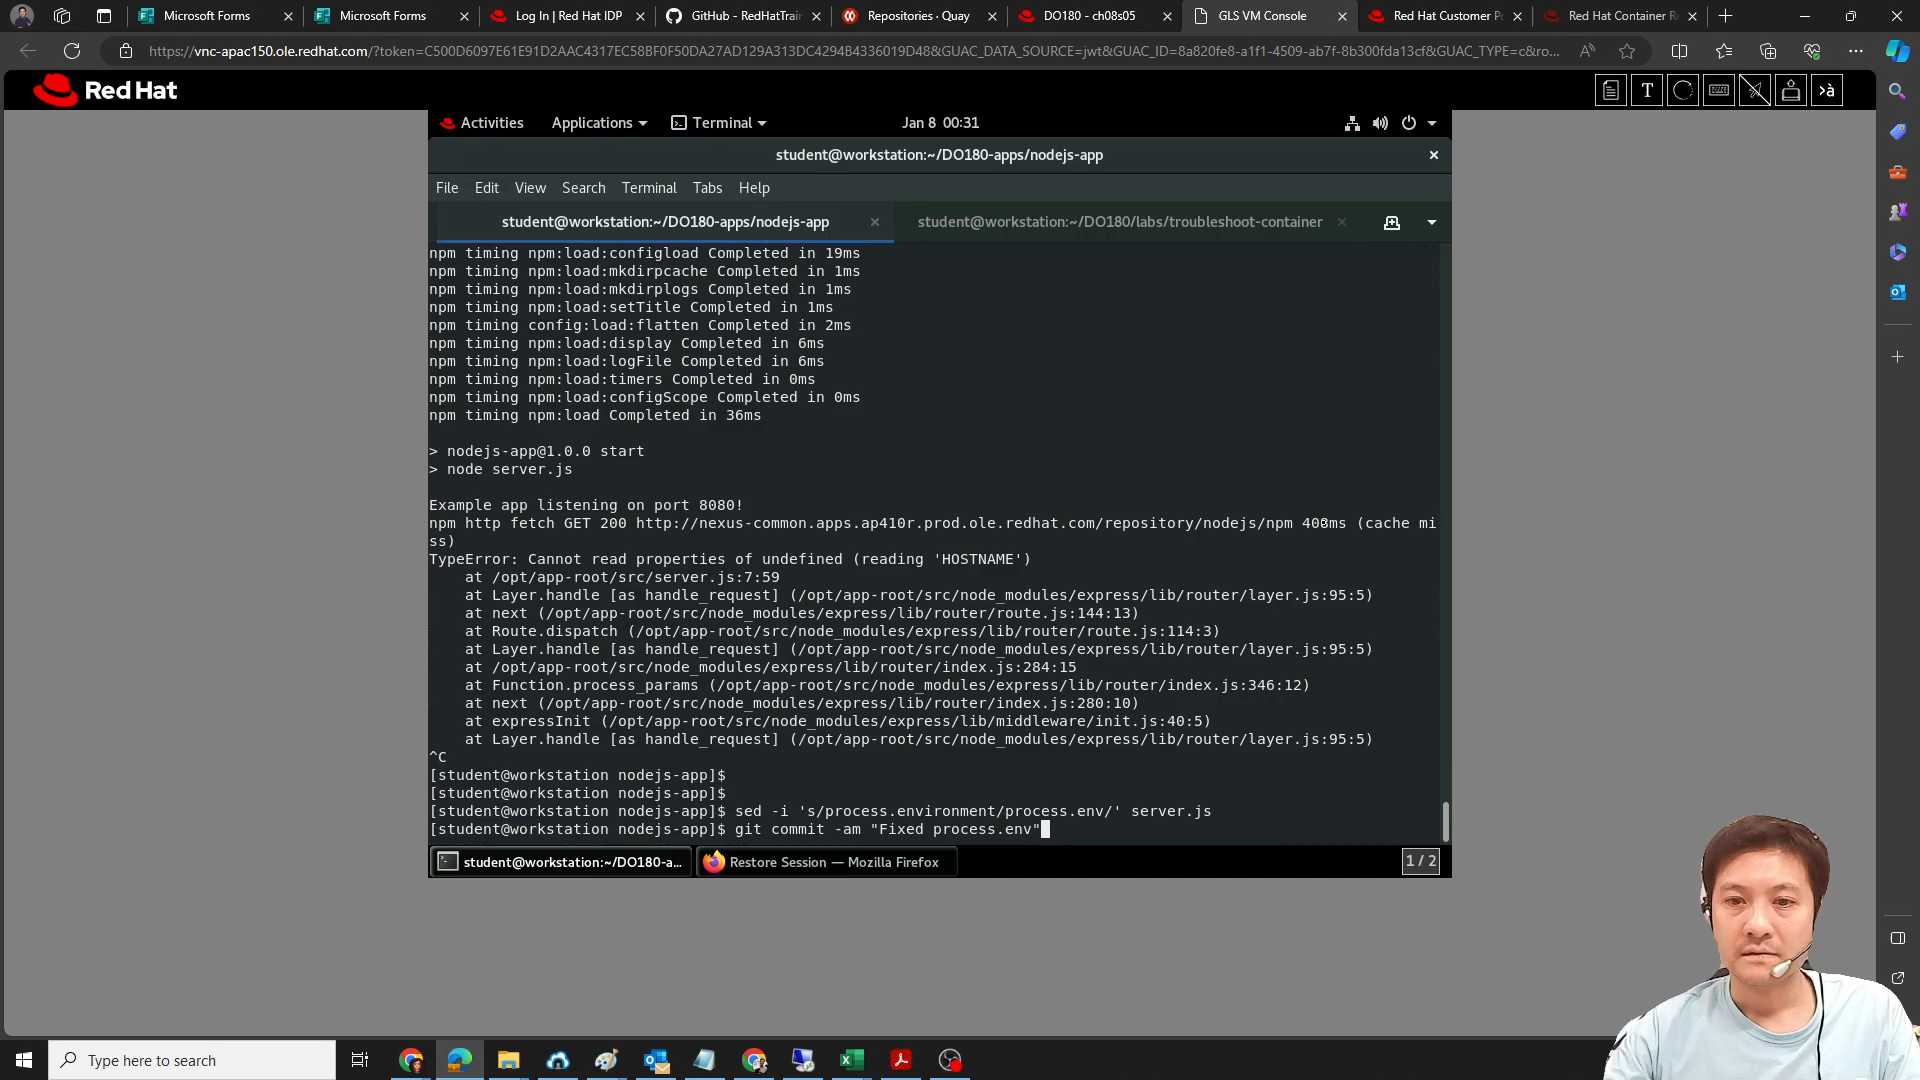 Microsoft Forms
Microsoft Forms
Log In | Red Hat IDP
GitHub - RedHatTrai
Repositories · Quay
DO180 - ch08s05
GLS VM Console
Red Hat Customer Po
Red Hat Container R
https://vnc-apac150.ole.redhat.com/?token=C500D6097E61E91D2AAC4317EC58BF0F50DA27AD129A313DC4294B4336019D48&GUAC_DATA_SOURCE=jwt&GUAC_ID=8a820fe8-a1f1-4509-ab7f-8b300fda13cf&GUAC_TYPE=c&ro...
Red Hat
Activities Applications Terminal Jan 8 00:31
student@workstation:~/DO180-apps/nodejs-app
File Edit View Search Terminal Tabs Help
student@workstation:~/DO180-apps/nodejs-app
student@workstation:~/DO180/labs/troubleshoot-container
npm timing npm:load:configload Completed in 19ms
npm timing npm:load:mkdirpcache Completed in 1ms
npm timing npm:load:mkdirplogs Completed in 1ms
npm timing npm:load:setTitle Completed in 1ms
npm timing config:load:flatten Completed in 2ms
npm timing npm:load:display Completed in 6ms
npm timing npm:load:logFile Completed in 6ms
npm timing npm:load:timers Completed in 0ms
npm timing npm:load:configScope Completed in 0ms
npm timing npm:load Completed in 36ms
> nodejs-app@1.0.0 start
> node server.js
Example app listening on port 8080!
npm http fetch GET 200 http://nexus-common.apps.ap410r.prod.ole.redhat.com/repository/nodejs/npm 408ms (cache mi
ss)
TypeError: Cannot read properties of undefined (reading 'HOSTNAME')
at /opt/app-root/src/server.js:7:59
at Layer.handle [as handle_request] (/opt/app-root/src/node_modules/express/lib/router/layer.js:95:5)
at next (/opt/app-root/src/node_modules/express/lib/router/route.js:144:13)
at Route.dispatch (/opt/app-root/src/node_modules/express/lib/router/route.js:114:3)
at Layer.handle [as handle_request] (/opt/app-root/src/node_modules/express/lib/router/layer.js:95:5)
at /opt/app-root/src/node_modules/express/lib/router/index.js:284:15
at Function.process_params (/opt/app-root/src/node_modules/express/lib/router/index.js:346:12)
at next (/opt/app-root/src/node_modules/express/lib/router/index.js:280:10)
at expressInit (/opt/app-root/src/node_modules/express/lib/middleware/init.js:40:5)
at Layer.handle [as handle_request] (/opt/app-root/src/node_modules/express/lib/router/layer.js:95:5)
^C
[student@workstation nodejs-app]$
[student@workstation nodejs-app]$
[student@workstation nodejs-app]$ sed -i 's/process.environment/process.env/' server.js
[student@workstation nodejs-app]$ git commit -am "Fixed process.env"
student@workstation:~/DO180-a...
Restore Session — Mozilla Firefox
1 / 2
Type here to search